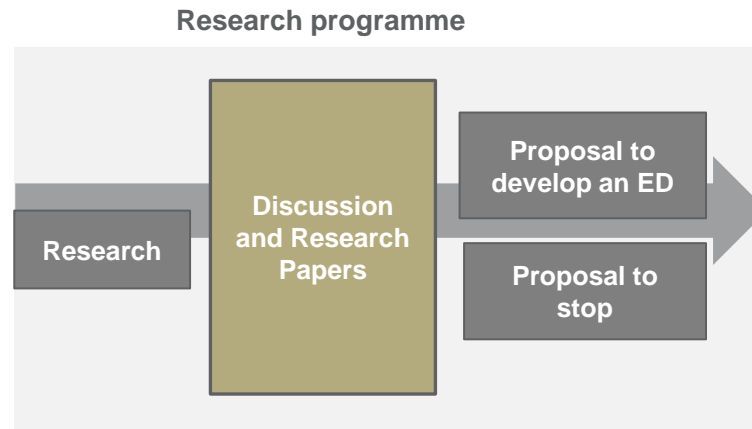 Research programme
Research
Discussion
and Research
Papers
Proposal to
develop an ED
Proposal to
stop